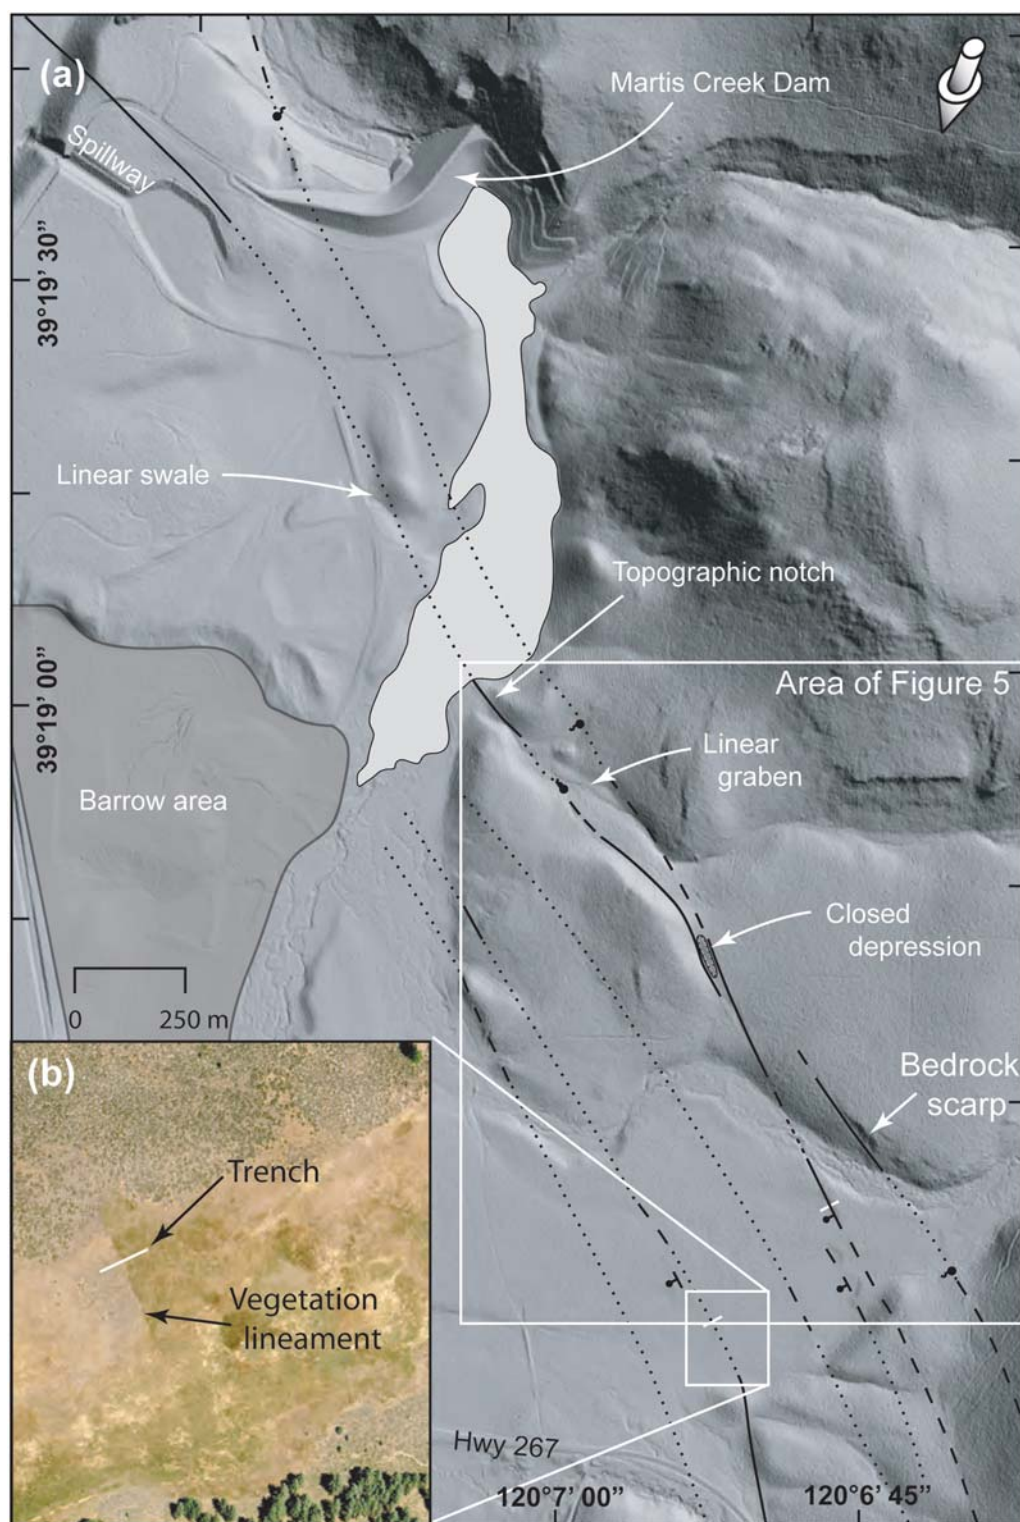 (a)
Martis Creek Dam
Spillway
39°19’ 30”
Linear swale
Topographic notch
Area of Figure 5
39°19’ 00”
Linear
graben
Barrow area
Closed
depression
0 250 m
Bedrock
scarp
(b)
Trench
Vegetation
lineament
Hwy 267
120°7’ 00”
120°6’ 45”